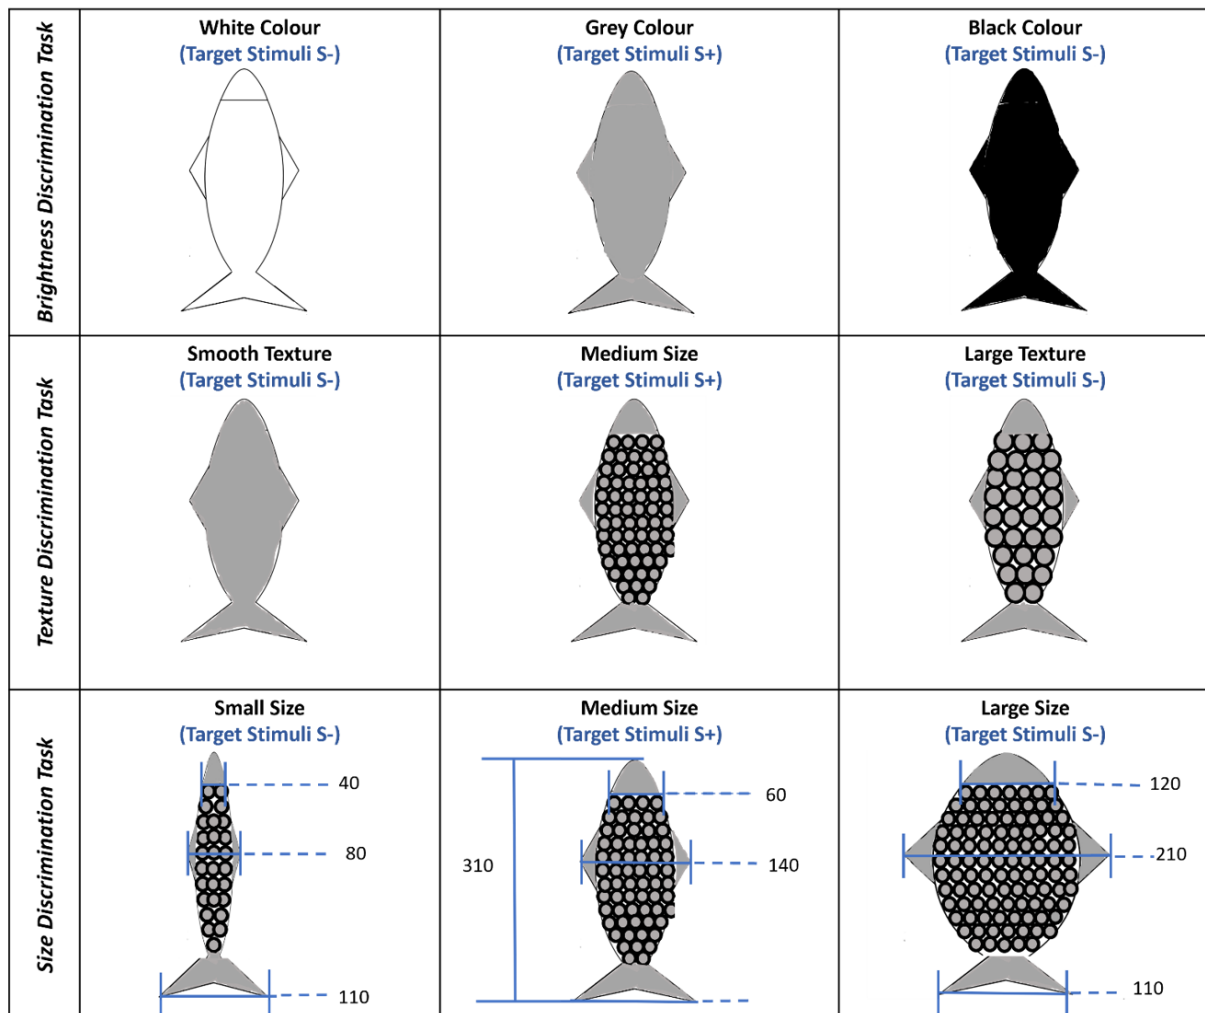 Brightness Discrimination Task
White Colour
(Target Stimuli S-)
Grey Colour
(Target Stimuli S+)
Black Colour
(Target Stimuli S-)
Texture Discrimination Task
Smooth Texture
(Target Stimuli S-)
Medium Size
(Target Stimuli S+)
Large Texture
(Target Stimuli S-)
Size Discrimination Task
Small Size
(Target Stimuli S-)
40
80
110
Medium Size
(Target Stimuli S+)
310
60
140
Large Size
(Target Stimuli S-)
120
210
110